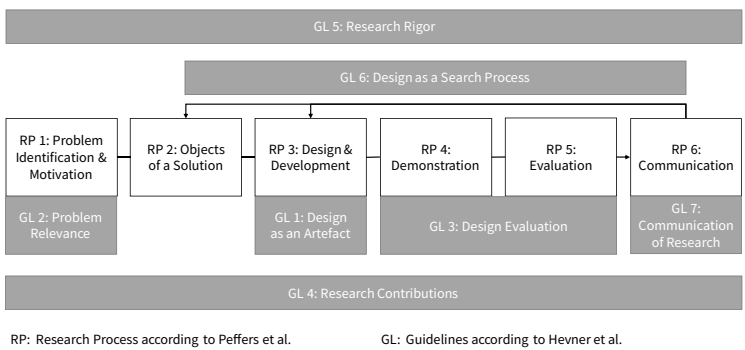 GL 5: Research Rigor
GL 6: Design as a Search Process
RP 1: Problem
Identification &
Motivation
RP 2: Objects
of a Solution
RP 3: Design &
Development
RP 4:
Demonstration
RP 5:
Evaluation
RP 6:
Communication
GL 2: Problem
Relevance
GL 1: Design
as an Artefact
GL 3: Design Evaluation
GL 7:
Communication
of Research
GL 4: Research Contributions
RP: Research Process according to Peffers et al.
GL: Guidelines according to Hevner et al.